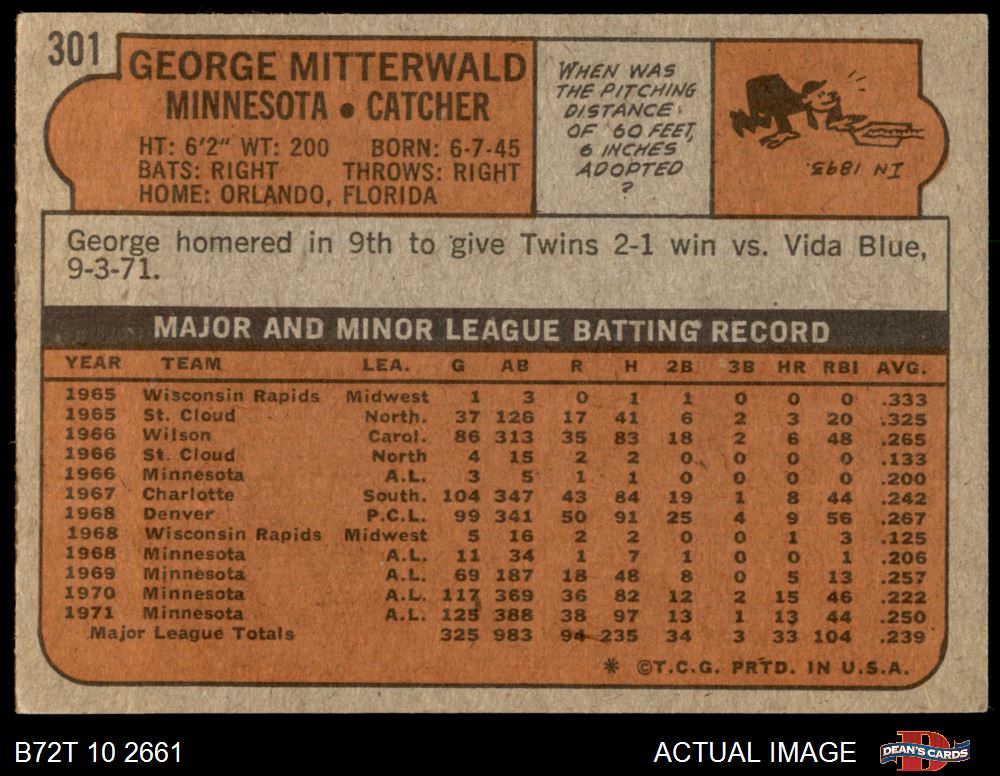 301
GEORGE MITTERWALD
MINNESOTA • CATCHER
HT: 6'2" WT: 200 BORN: 6-7-45
BATS: RIGHT THROWS: RIGHT
HOME: ORLANDO, FLORIDA
WHEN WAS
THE PITCHING
DISTANCE
OF 60 FEET,
6 INCHES
ADOPTED
?
IN 1893.
George homered in 9th to give Twins 2-1 win vs. Vida Blue,
9-3-71.
MAJOR AND MINOR LEAGUE BATTING RECORD
YEAR TEAM LEA. G AB R H 2B 3B HR RBI AVG.
1965 Wisconsin Rapids Midwest 1 3 0 1 1 0 0 0 .333
1965 St. Cloud North. 37 126 17 41 6 2 3 20 .325
1966 Wilson Carol. 86 313 35 83 18 2 6 48 .265
1966 St. Cloud North 4 15 2 2 0 0 0 0 .133
1966 Minnesota A.L. 3 5 1 1 0 0 0 0 .200
1967 Charlotte South. 104 347 43 84 19 1 8 44 .242
1968 Denver P.C.L. 99 341 50 91 25 4 9 56 .267
1968 Wisconsin Rapids Midwest 5 16 2 2 0 0 1 3 .125
1968 Minnesota A.L. 11 34 1 7 1 0 0 1 .206
1969 Minnesota A.L. 69 187 18 48 8 0 5 13 .257
1970 Minnesota A.L. 117 369 36 82 12 2 15 46 .222
1971 Minnesota A.L. 125 388 38 97 13 1 13 44 .250
Major League Totals 325 983 94 235 34 3 33 104 .239
* ©T.C.G. PRTD. IN U.S.A.
B72T 10 2661
ACTUAL IMAGE
D
DEAN'S CARDS